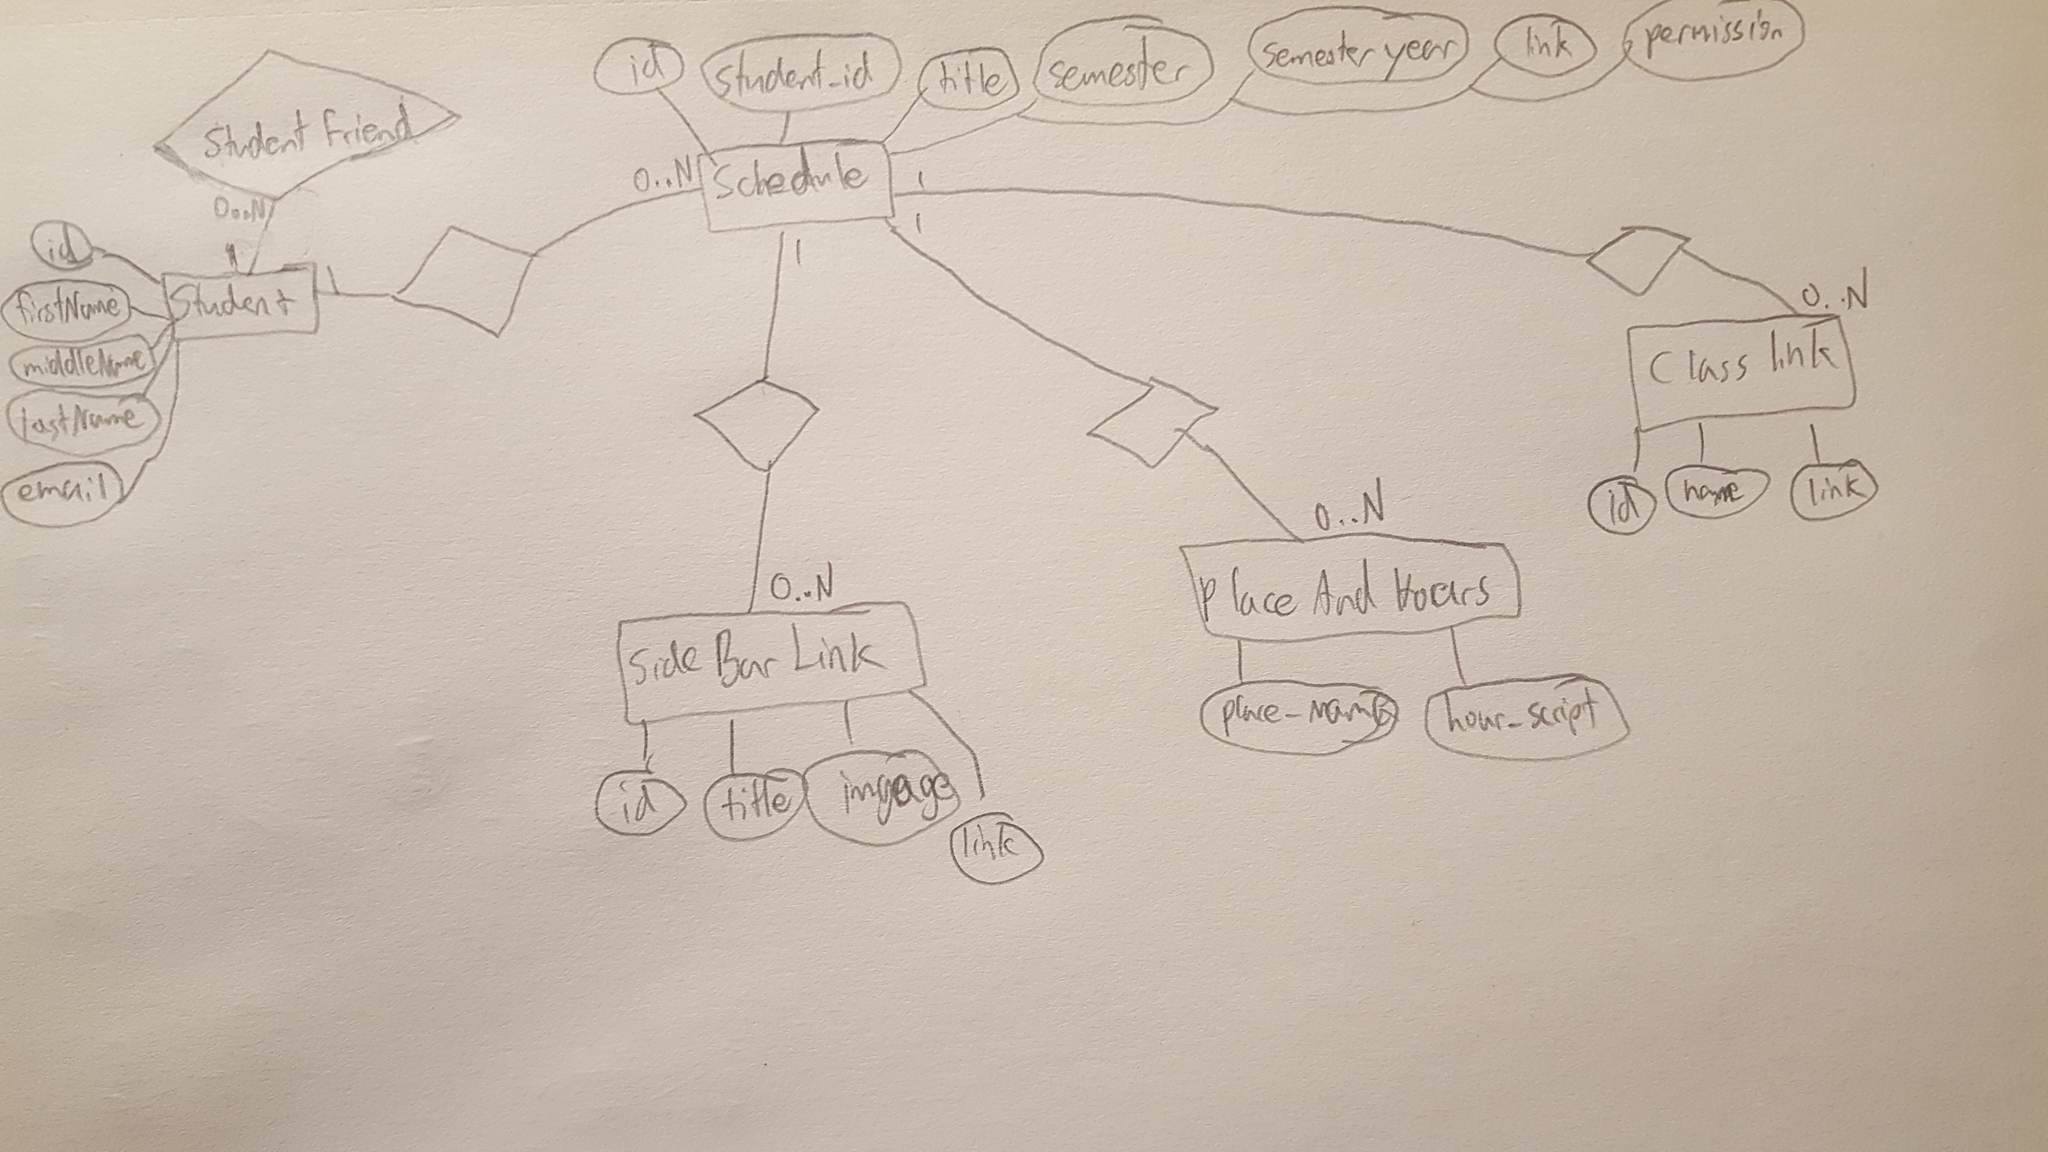 id
student_id
title
semester
semester year
link
permission
Student Friend
0..N
1
Schedule
0..N
1
1
1
id
firstName
middleName
lastName
email
Student
1
0..N
Class link
id
name
link
0..N
Place And Hours
place_name
hour_script
0..N
Side Bar Link
id
title
link